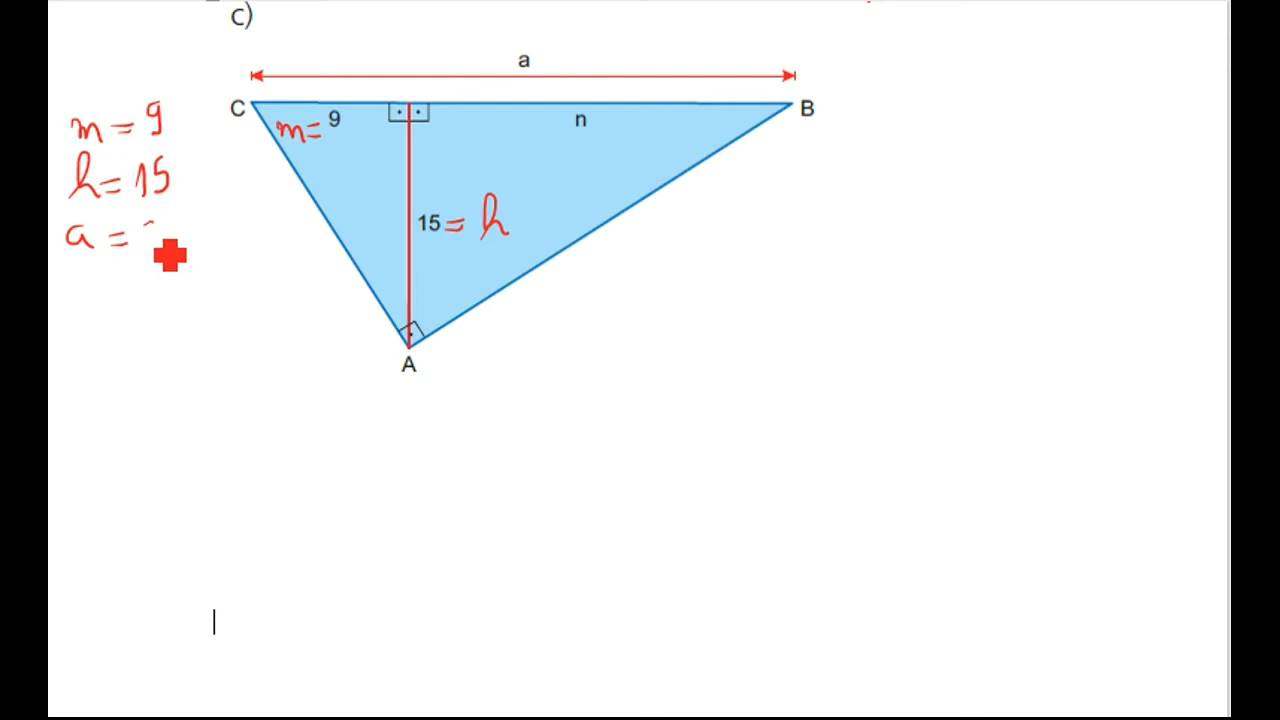 c)
a
C
B
m = 9
m= 9
n
h = 15
15 = h
a =
A